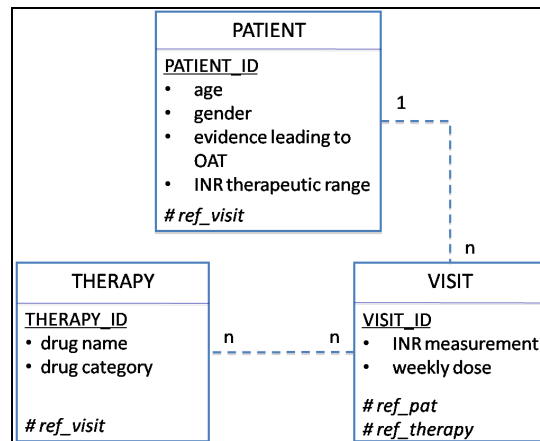 PATIENT
PATIENT_ID
• age
• gender
• evidence leading to
OAT
• INR therapeutic range
# ref_visit
1
n
THERAPY
THERAPY_ID
• drug name
• drug category
# ref_visit
n
n
VISIT
VISIT_ID
• INR measurement
• weekly dose
# ref_pat
# ref_therapy